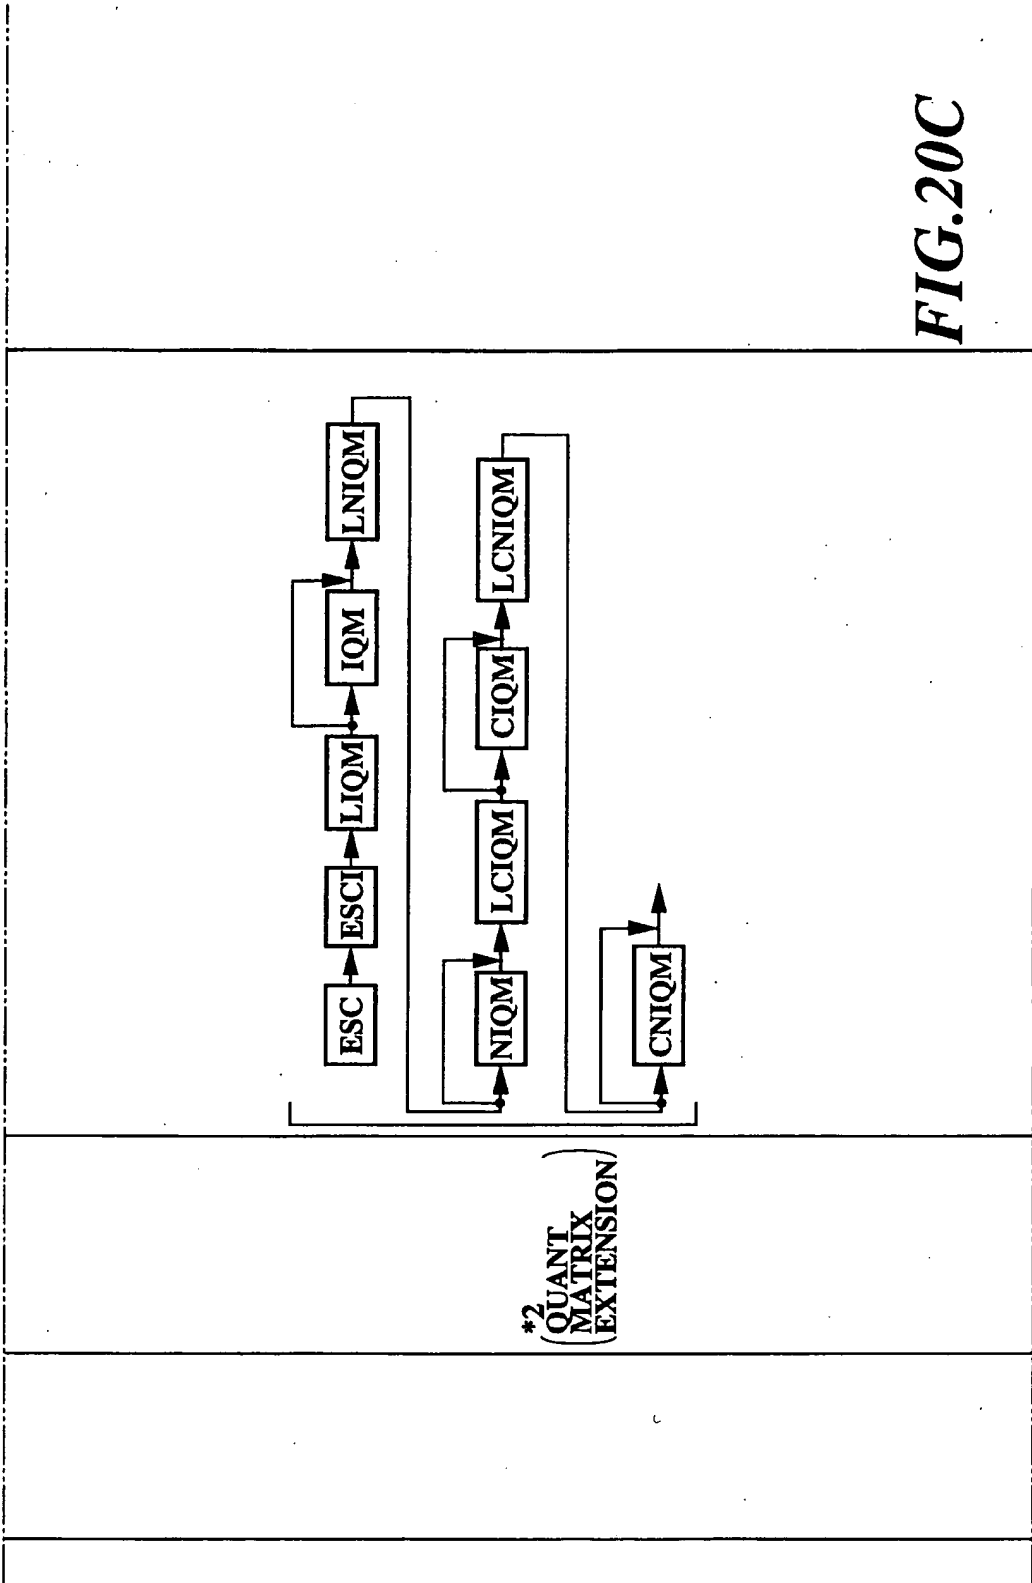 *2
(QUANT
MATRIX
EXTENSION)
ESC
ESCI
LIQM
IQM
LNIQM
NIQM
LCIQM
CIQM
LCNIQM
CNIQM
FIG.20C